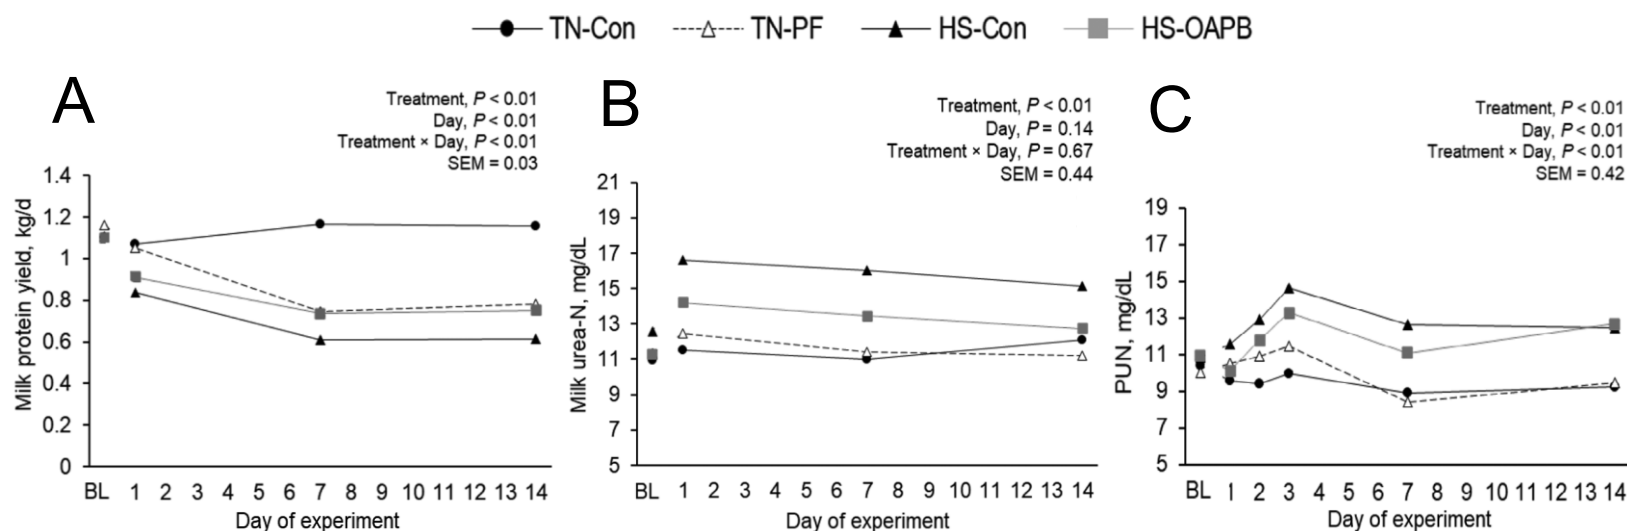 TN-Con TN-PF HS-Con HS-OAPB
A
Treatment, P < 0.01
Day, P < 0.01
Treatment × Day, P < 0.01
SEM = 0.03
Milk protein yield, kg/d
1.4
1.2
1
0.8
0.6
0.4
0.2
0
BL 1 2 3 4 5 6 7 8 9 10 11 12 13 14
Day of experiment
B
Treatment, P < 0.01
Day, P = 0.14
Treatment × Day, P = 0.67
SEM = 0.44
Milk urea-N, mg/dL
21
19
17
15
13
11
9
7
5
BL 1 2 3 4 5 6 7 8 9 10 11 12 13 14
Day of experiment
C
Treatment, P < 0.01
Day, P < 0.01
Treatment × Day, P < 0.01
SEM = 0.42
PUN, mg/dL
19
17
15
13
11
9
7
5
BL 1 2 3 4 5 6 7 8 9 10 11 12 13 14
Day of experiment